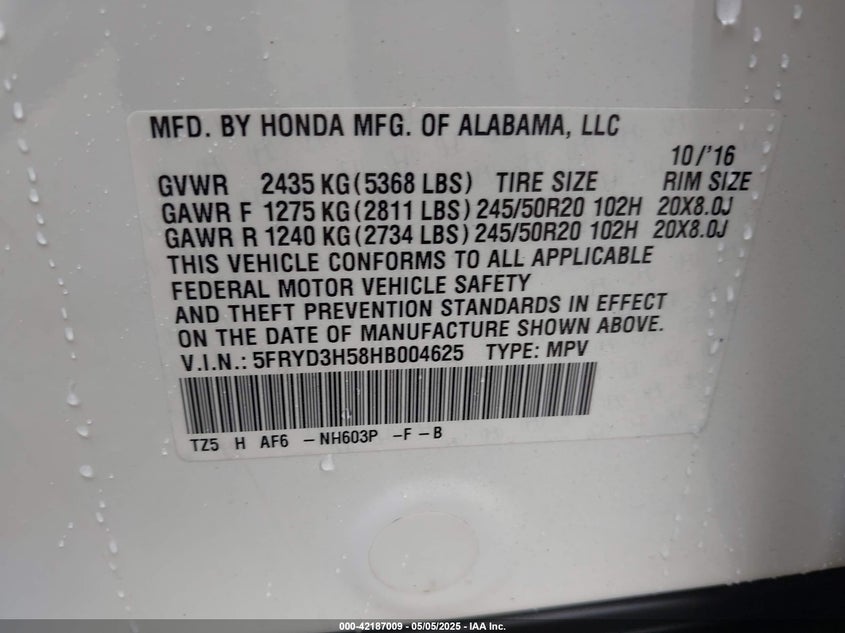 MFD. BY HONDA MFG. OF ALABAMA, LLC
10/'16
GVWR 2435 KG(5368 LBS) TIRE SIZE RIM SIZE
GAWR F 1275 KG(2811 LBS) 245/50R20 102H 20X8.0J
GAWR R 1240 KG(2734 LBS) 245/50R20 102H 20X8.0J
THIS VEHICLE CONFORMS TO ALL APPLICABLE
FEDERAL MOTOR VEHICLE SAFETY
AND THEFT PREVENTION STANDARDS IN EFFECT
ON THE DATE OF MANUFACTURE SHOWN ABOVE.
V.I.N.: 5FRYD3H58HB004625 TYPE: MPV
TZ5 H AF6 -NH603P -F-B
000-42187009 - 05/05/2025 - IAA Inc.